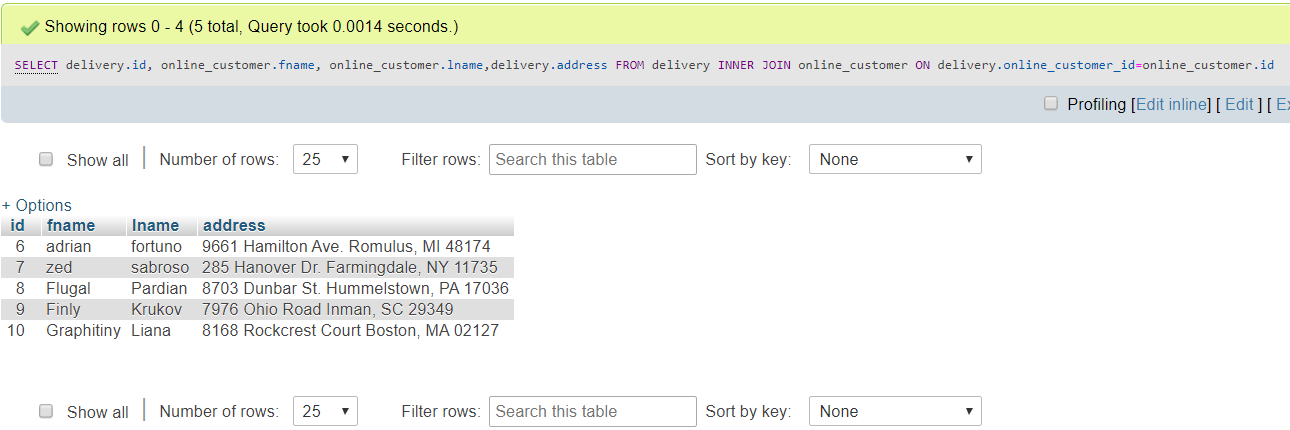 Showing rows 0 - 4 (5 total, Query took 0.0014 seconds.)
SELECT delivery.id, online_customer.fname, online_customer.lname,delivery.address FROM delivery INNER JOIN online_customer ON delivery.online_customer_id=online_customer.id
Profiling [Edit inline] [ Edit ] [ Ex
Show all Number of rows: 25 Filter rows: Search this table Sort by key: None
+ Options
id fname lname address
6 adrian fortuno 9661 Hamilton Ave. Romulus, MI 48174
7 zed sabroso 285 Hanover Dr. Farmingdale, NY 11735
8 Flugal Pardian 8703 Dunbar St. Hummelstown, PA 17036
9 Finly Krukov 7976 Ohio Road Inman, SC 29349
10 Graphitiny Liana 8168 Rockcrest Court Boston, MA 02127
Show all Number of rows: 25 Filter rows: Search this table Sort by key: None